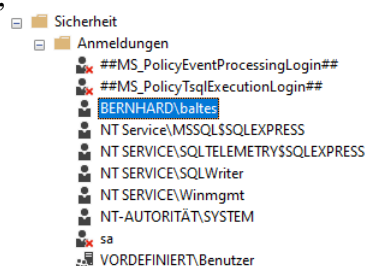 Sicherheit
Anmeldungen
##MS_PolicyEventProcessingLogin##
##MS_PolicyTsqlExecutionLogin##
BERNHARD\baltes
NT Service\MSSQL$SQLEXPRESS
NT SERVICE\SQLTELEMETRY$SQLEXPRESS
NT SERVICE\SQLWriter
NT SERVICE\Winmgmt
NT-AUTORITÄT\SYSTEM
sa
VORDEFINIERT\Benutzer